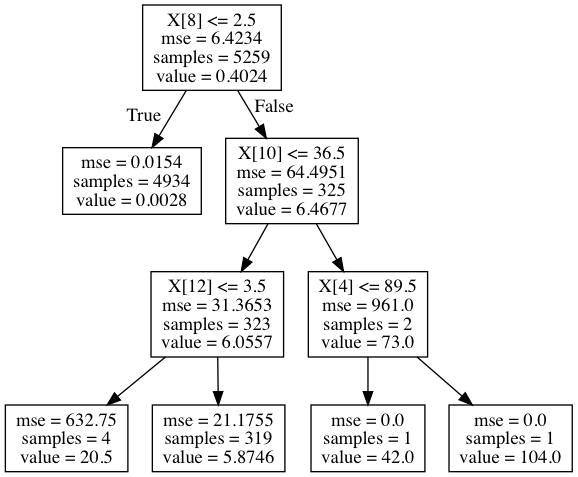 X[8] <= 2.5
mse = 6.4234
samples = 5259
value = 0.4024
True
False
mse = 0.0154
samples = 4934
value = 0.0028
X[10] <= 36.5
mse = 64.4951
samples = 325
value = 6.4677
X[12] <= 3.5
mse = 31.3653
samples = 323
value = 6.0557
X[4] <= 89.5
mse = 961.0
samples = 2
value = 73.0
mse = 632.75
samples = 4
value = 20.5
mse = 21.1755
samples = 319
value = 5.8746
mse = 0.0
samples = 1
value = 42.0
mse = 0.0
samples = 1
value = 104.0